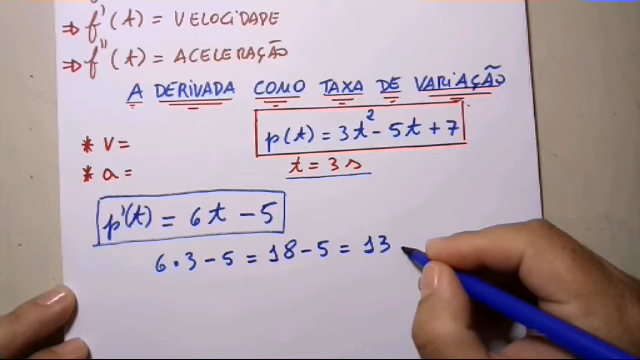 ⇒ f'(t) = VELOCIDADE
⇒ f''(t) = ACELERAÇÃO
A DERIVADA COMO TAXA DE VARIAÇÃO
* v =
p(t) = 3t² - 5t + 7
* a =
t = 3 s
p'(t) = 6t - 5
6 · 3 - 5 = 18 - 5 = 13